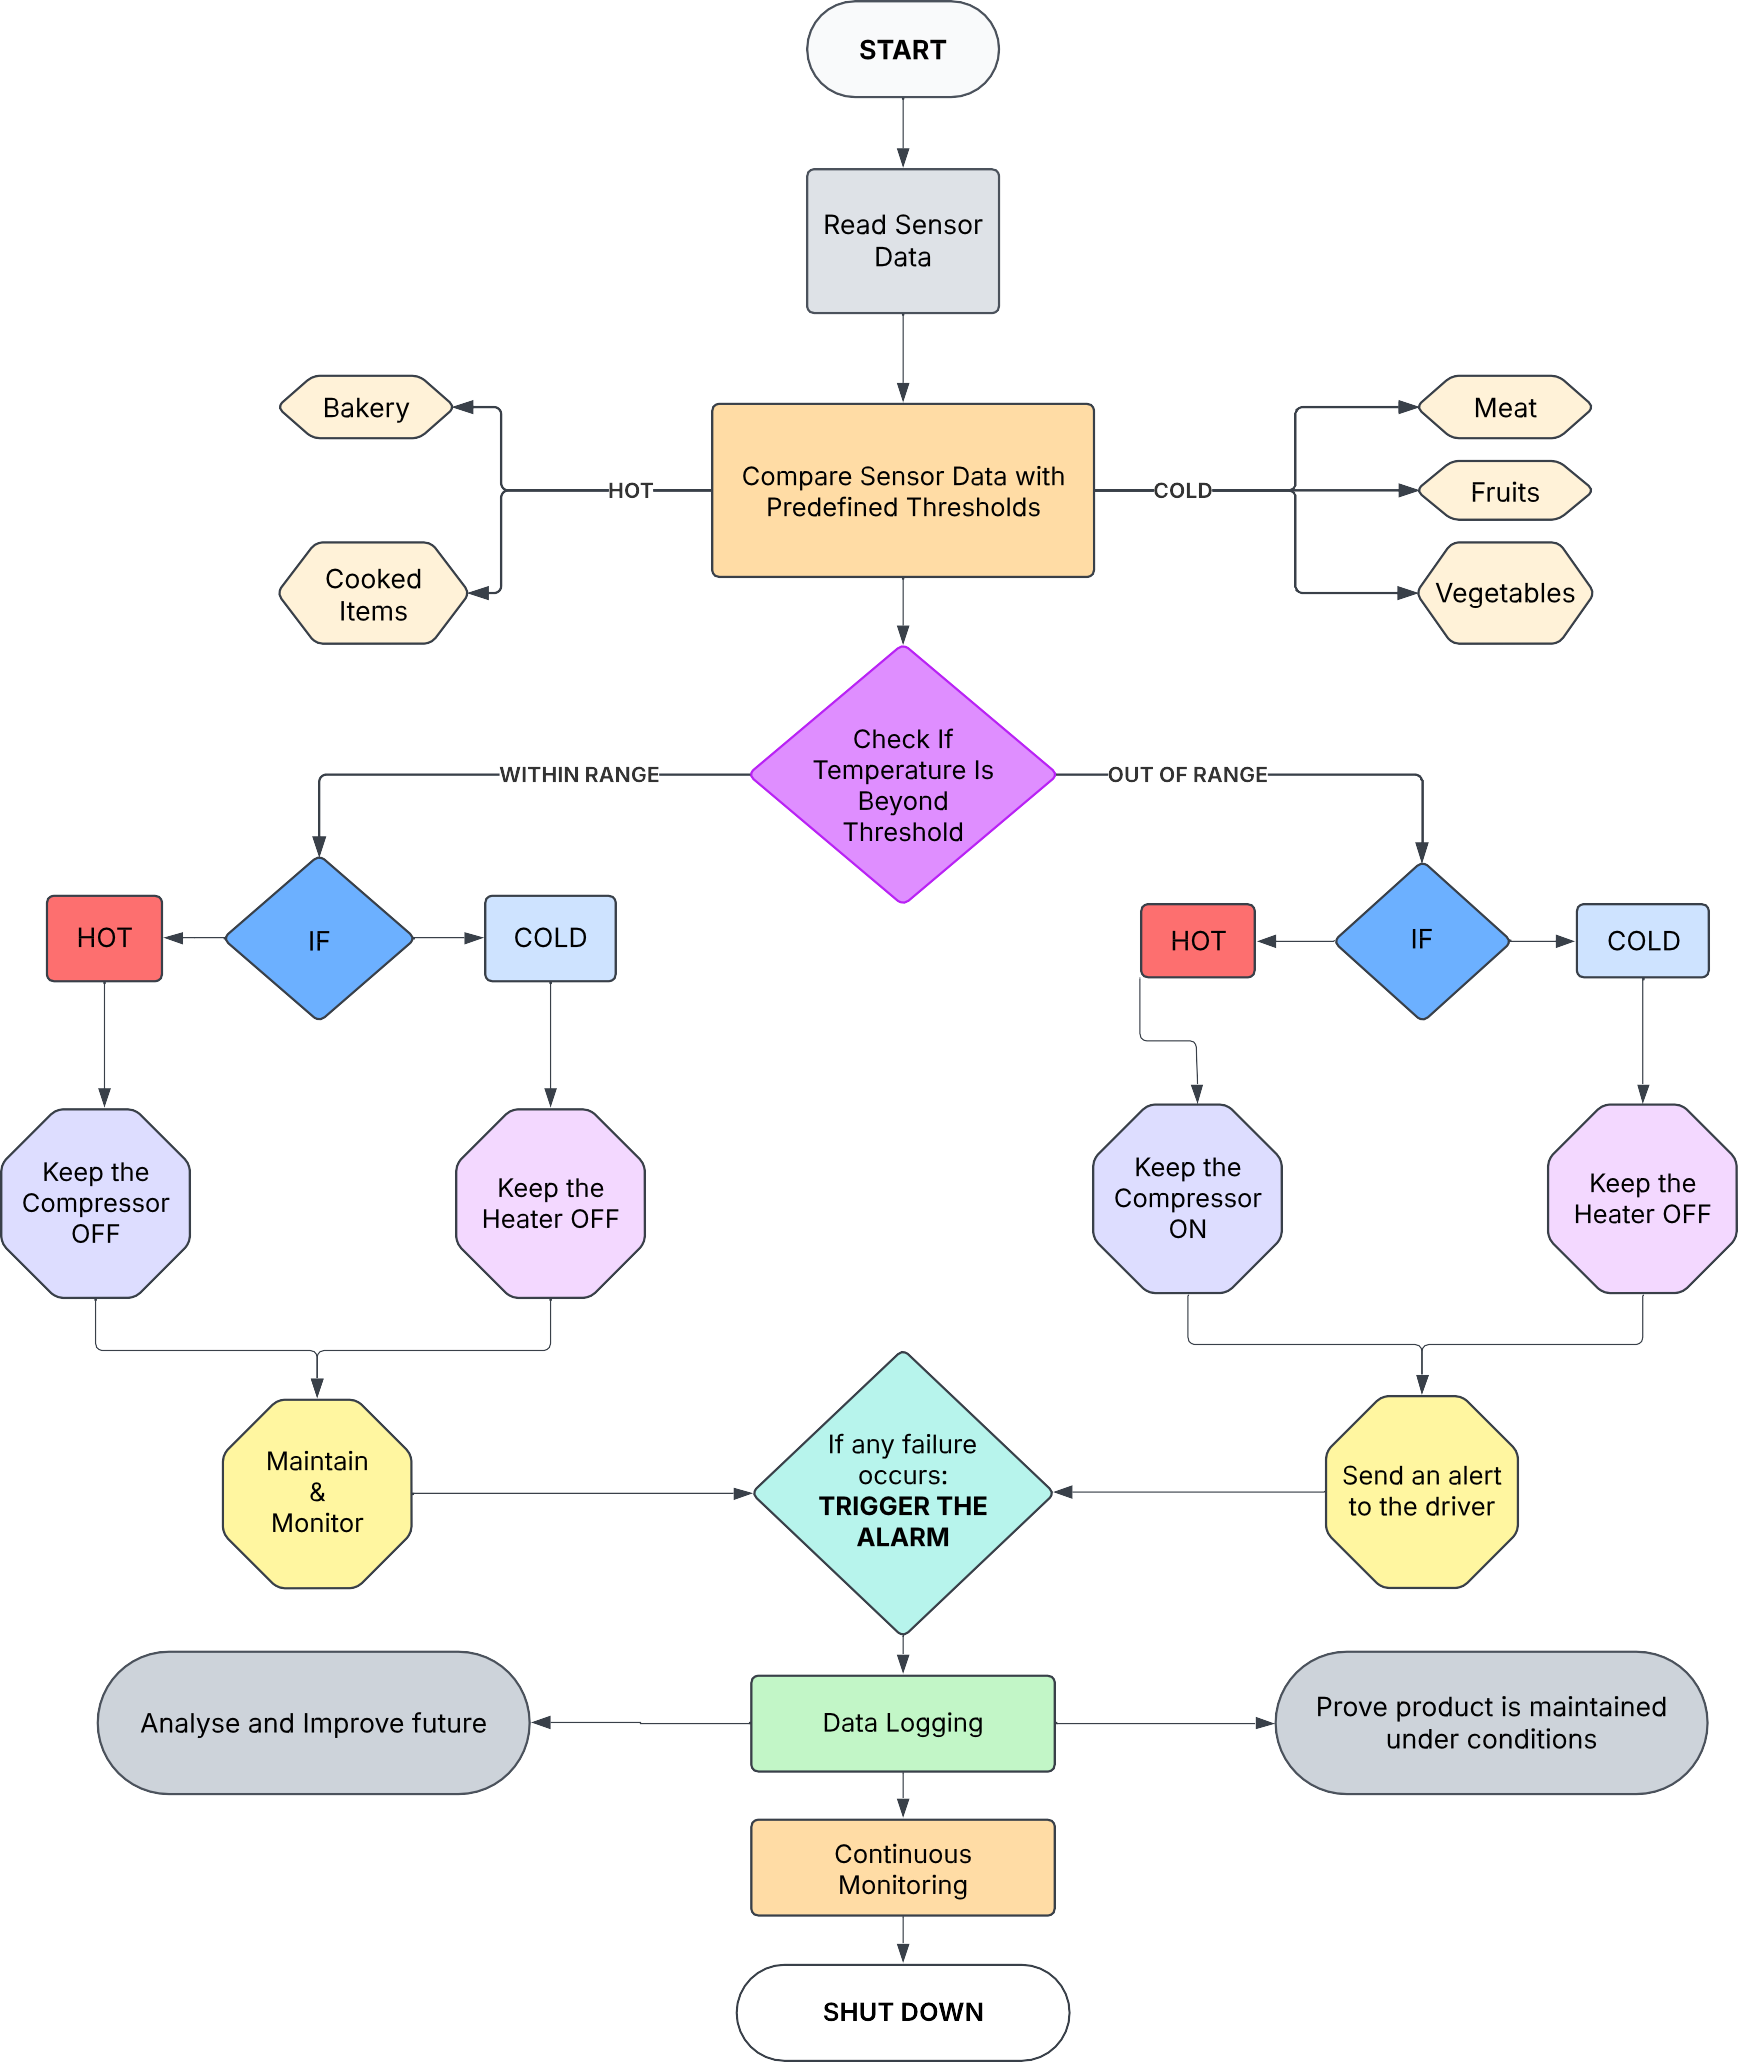 START
Read Sensor
Data
Bakery
Cooked
Items
HOT
Compare Sensor Data with
Predefined Thresholds
COLD
Meat
Fruits
Vegetables
Check If
Temperature Is
Beyond
Threshold
WITHIN RANGE
OUT OF RANGE
HOT
IF
COLD
HOT
IF
COLD
Keep the
Compressor
OFF
Keep the
Heater OFF
Keep the
Compressor
ON
Keep the
Heater OFF
Maintain
&
Monitor
If any failure
occurs:
TRIGGER THE
ALARM
Send an alert
to the driver
Analyse and Improve future
Data Logging
Prove product is maintained
under conditions
Continuous
Monitoring
SHUT DOWN